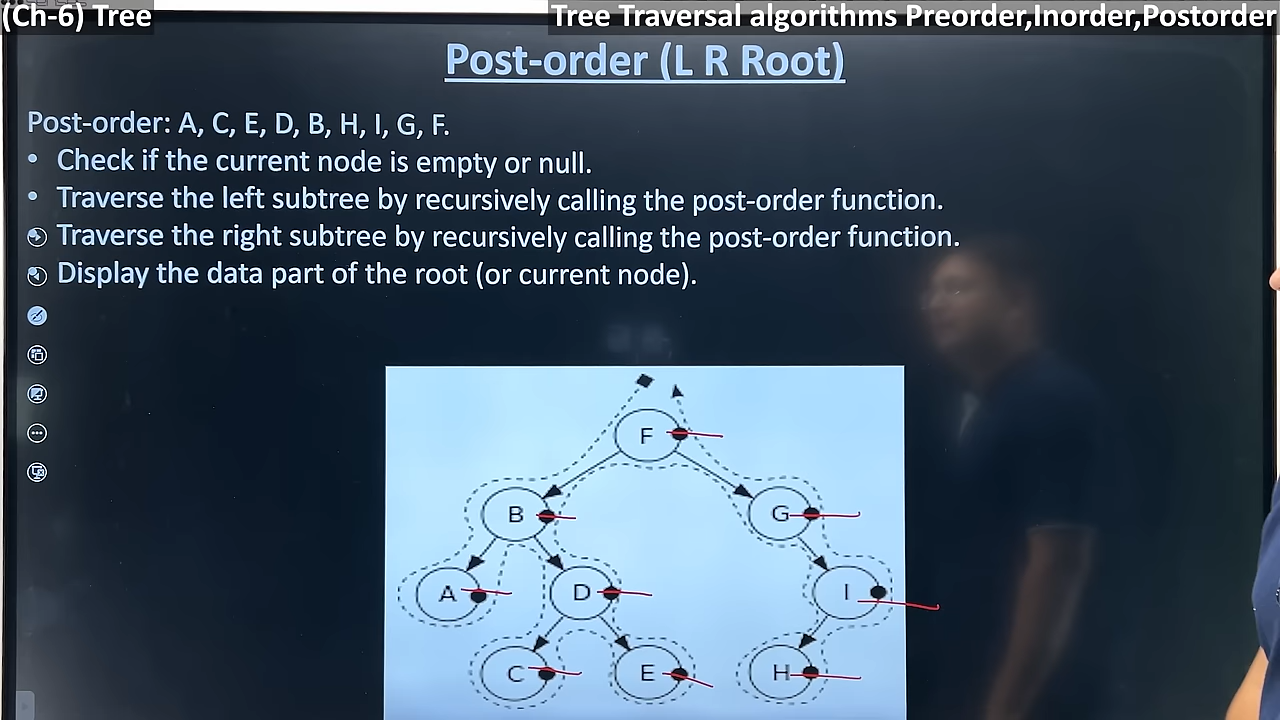 (Ch-6) Tree
Tree Traversal algorithms Preorder,Inorder,Postorder
Post-order (L R Root)
Post-order: A, C, E, D, B, H, I, G, F.
• Check if the current node is empty or null.
• Traverse the left subtree by recursively calling the post-order function.
Traverse the right subtree by recursively calling the post-order function.
Display the data part of the root (or current node).
F
B G
A D I
C E H